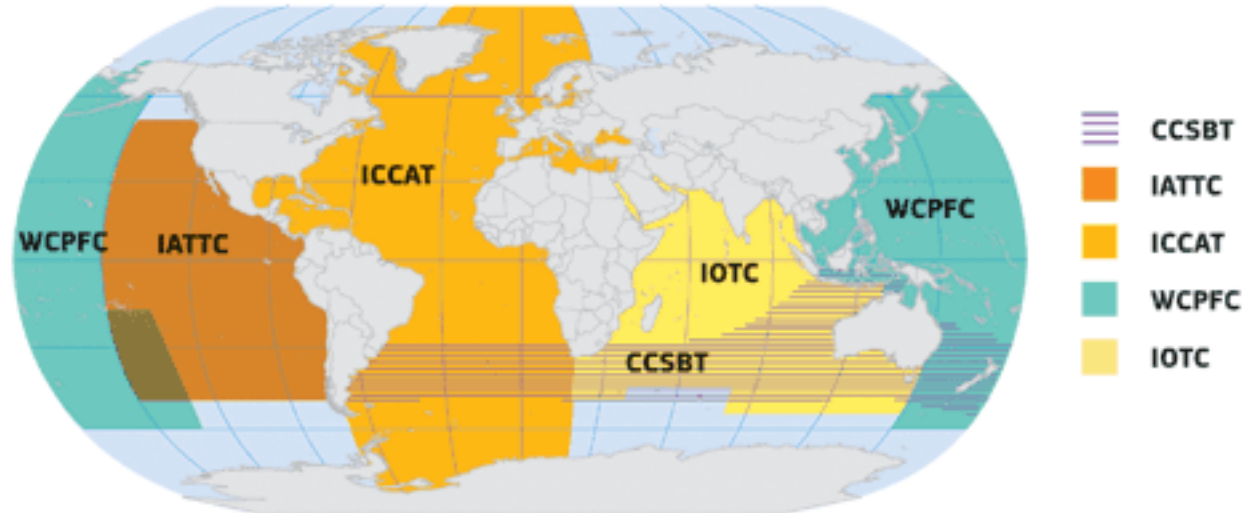 ICCAT
WCPFC
IATTC
IOTC
WCPFC
CCSBT
CCSBT
IATTC
ICCAT
WCPFC
IOTC